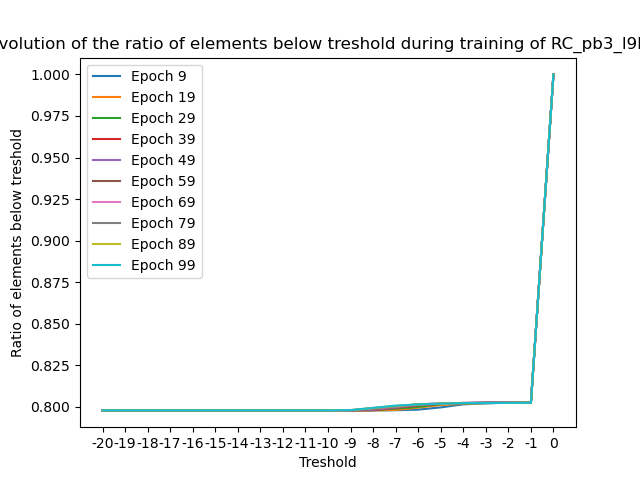 volution of the ratio of elements below treshold during training of RC_pb3_l9
1.000
0.975
0.950
0.925
0.900
0.875
0.850
0.825
0.800
Ratio of elements below treshold
Epoch 9
Epoch 19
Epoch 29
Epoch 39
Epoch 49
Epoch 59
Epoch 69
Epoch 79
Epoch 89
Epoch 99
-20 -19 -18 -17 -16 -15 -14 -13 -12 -11 -10 -9 -8 -7 -6 -5 -4 -3 -2 -1 0
Treshold